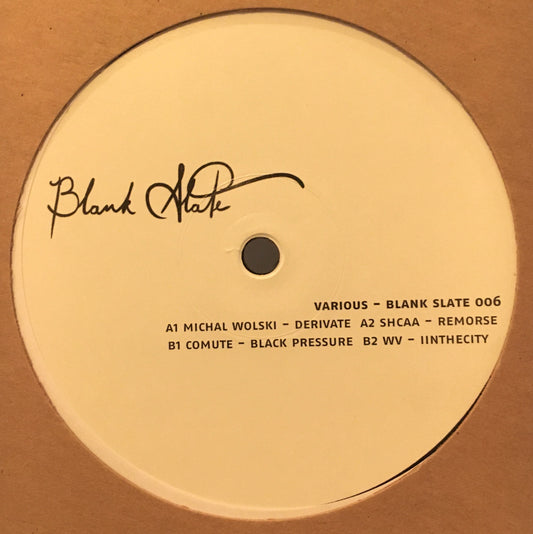 Blank Slate
VARIOUS – BLANK SLATE 006
A1 MICHAL WOLSKI – DERIVATE A2 SHCAA – REMORSE
B1 COMUTE – BLACK PRESSURE B2 WV – IINTHECITY